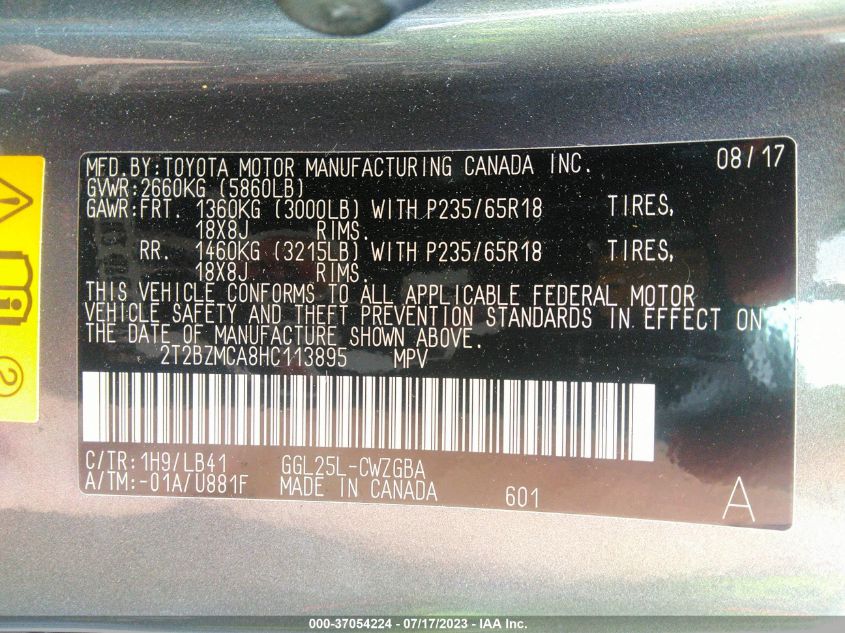 MFD.BY:TOYOTA MOTOR MANUFACTURING CANADA INC. 08/17
GVWR:2660KG (5860LB)
GAWR:FRT. 1360KG (3000LB) WITH P235/65R18 TIRES,
18X8J RIMS.
RR. 1460KG (3215LB) WITH P235/65R18 TIRES,
18X8J RIMS.
THIS VEHICLE CONFORMS TO ALL APPLICABLE FEDERAL MOTOR
VEHICLE SAFETY AND THEFT PREVENTION STANDARDS IN EFFECT ON
THE DATE OF MANUFACTURE SHOWN ABOVE.
2T2BZMCA8HC113895 MPV
C/TR:1H9/LB41 GGL25L-CWZGBA
A/TM:-01A/U881F MADE IN CANADA 601 A
2
000-37054224 - 07/17/2023 - IAA Inc.